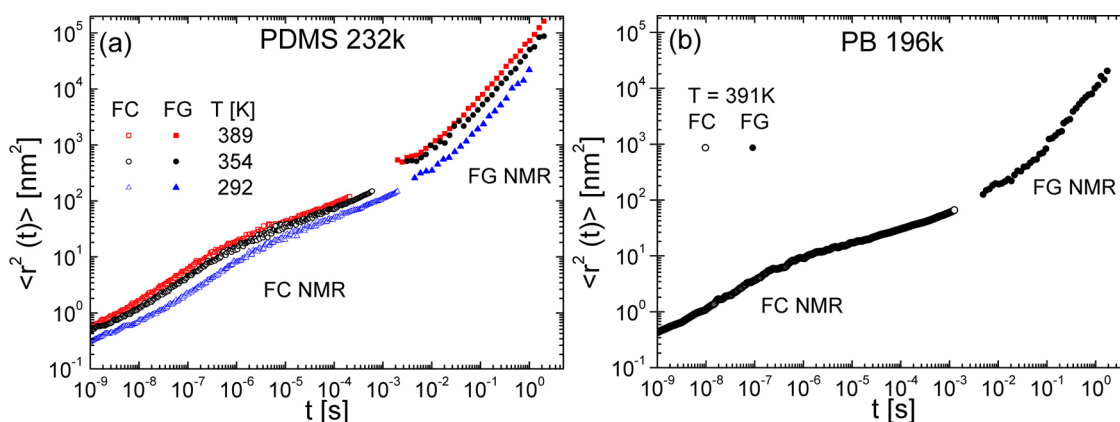 (a) PDMS 232k
FC FG T [K]
389
354
292
FG NMR
FC NMR
<r² (t)> [nm²]
10⁵
10⁴
10³
10²
10¹
10⁰
10⁻¹
10⁻⁹ 10⁻⁸ 10⁻⁷ 10⁻⁶ 10⁻⁵ 10⁻⁴ 10⁻³ 10⁻² 10⁻¹ 10⁰
t [s]
(b) PB 196k
T = 391K
FC FG
FG NMR
FC NMR
<r² (t)> [nm²]
10⁵
10⁴
10³
10²
10¹
10⁰
10⁻¹
10⁻⁹ 10⁻⁸ 10⁻⁷ 10⁻⁶ 10⁻⁵ 10⁻⁴ 10⁻³ 10⁻² 10⁻¹ 10⁰
t [s]